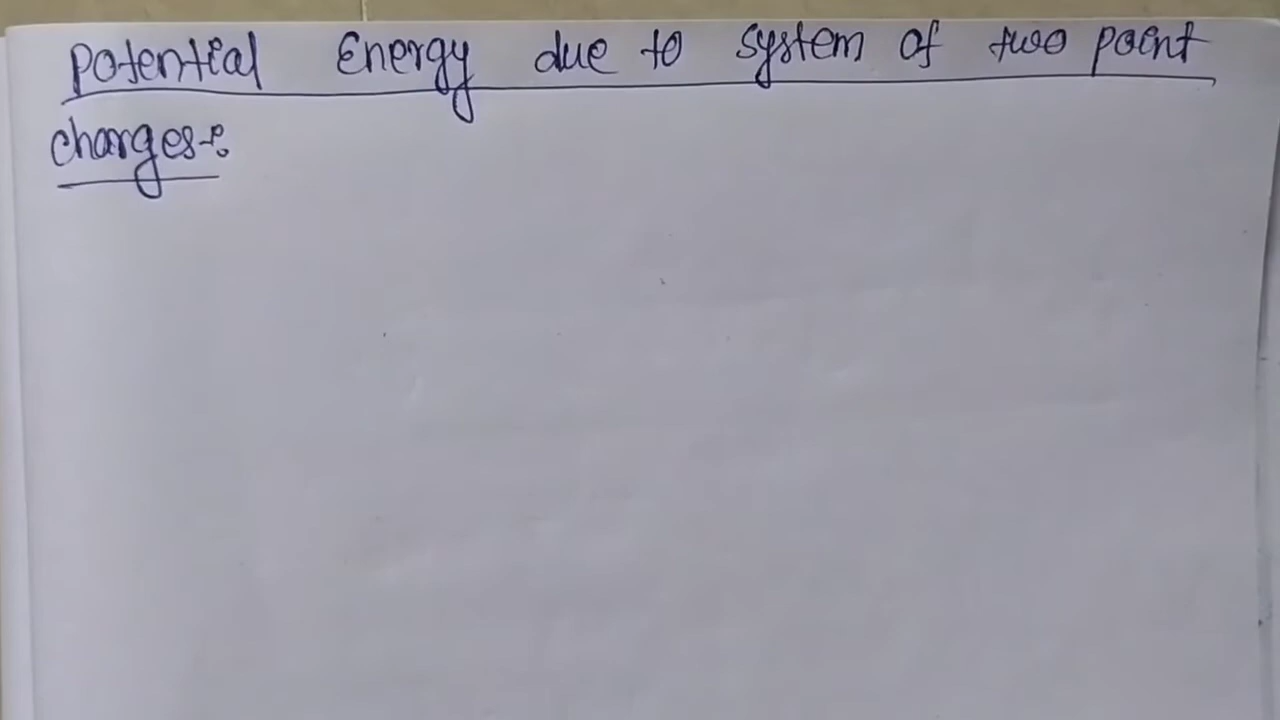 Potential Energy due to system of two point
charges-: